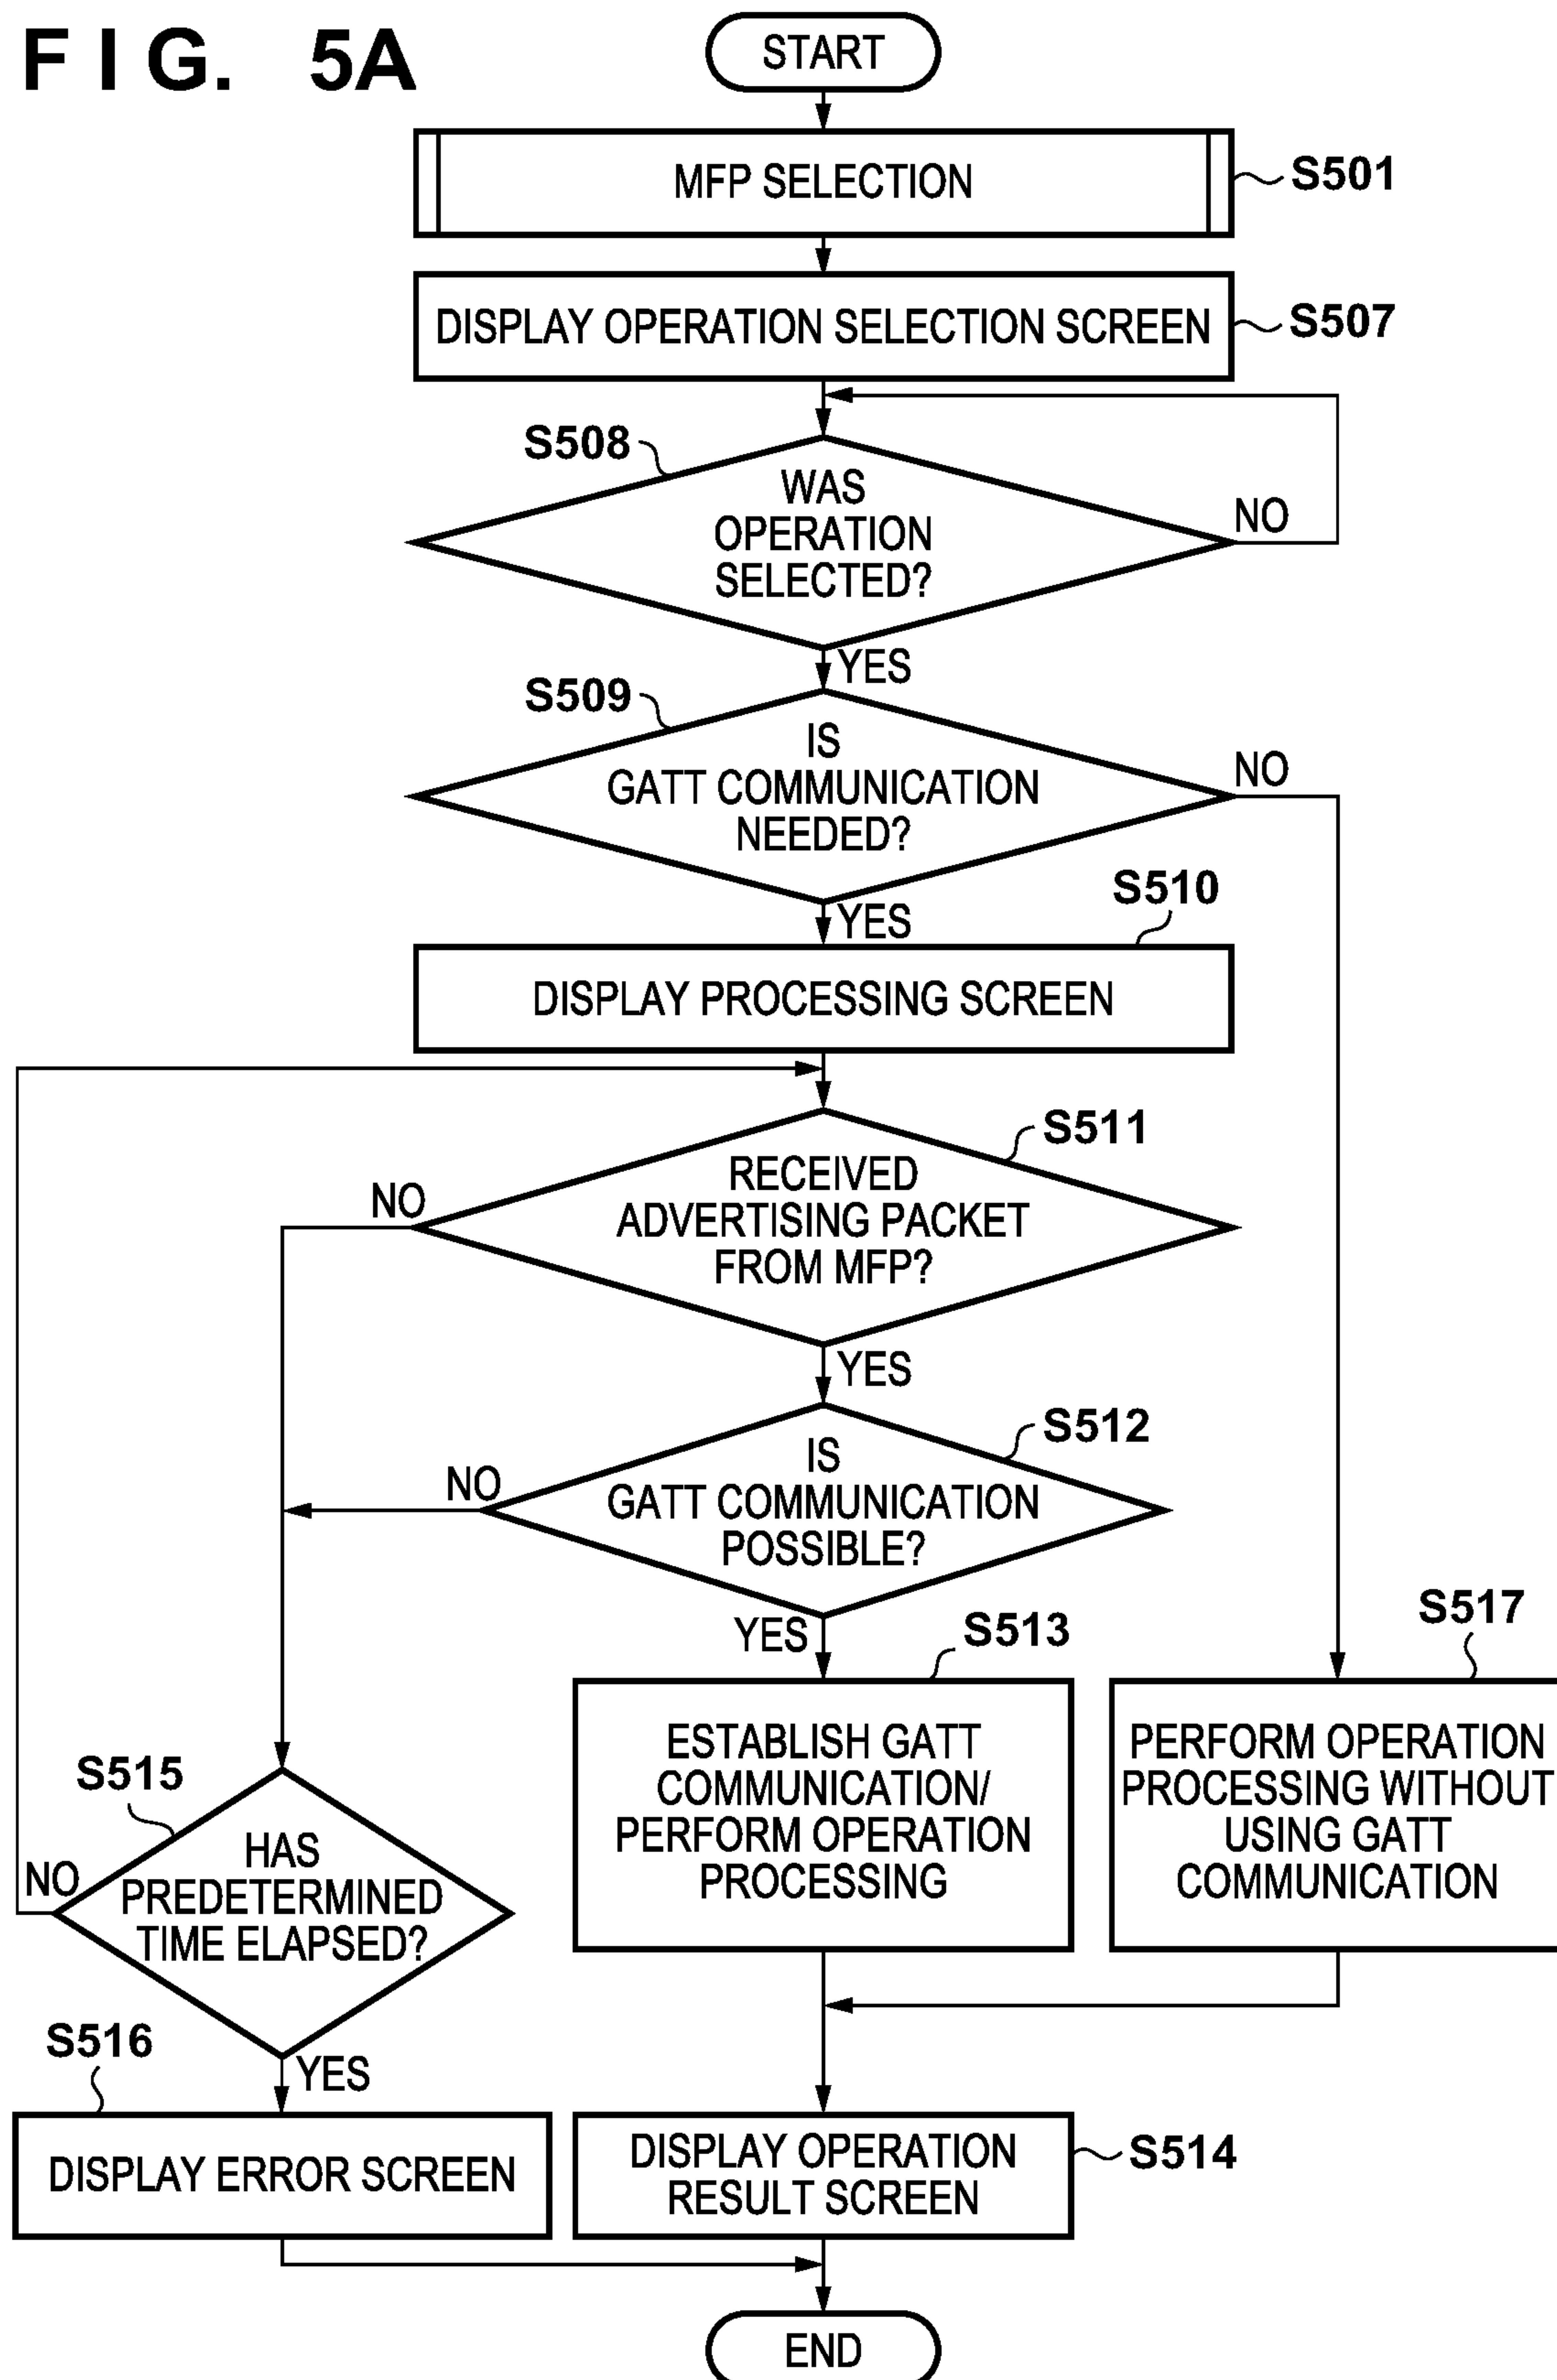 FIG. 5A
START
MFP SELECTION
S501
DISPLAY OPERATION SELECTION SCREEN
S507
S508
WAS
OPERATION
SELECTED?
NO
YES
S509
IS
GATT COMMUNICATION
NEEDED?
NO
YES
S510
DISPLAY PROCESSING SCREEN
S511
RECEIVED
ADVERTISING PACKET
FROM MFP?
NO
YES
S512
IS
GATT COMMUNICATION
POSSIBLE?
NO
YES
S513
ESTABLISH GATT
COMMUNICATION/
PERFORM OPERATION
PROCESSING
S517
PERFORM OPERATION
PROCESSING WITHOUT
USING GATT
COMMUNICATION
S515
HAS
PREDETERMINED
TIME ELAPSED?
NO
YES
S516
DISPLAY ERROR SCREEN
DISPLAY OPERATION
RESULT SCREEN
S514
END